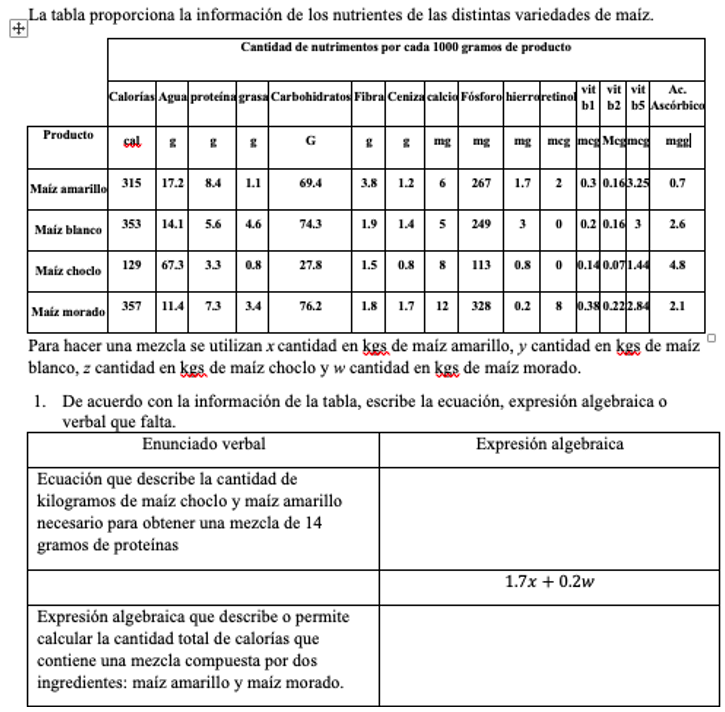 La tabla proporciona la información de los nutrientes de las distintas variedades de maíz.
Cantidad de nutrimentos por cada 1000 gramos de producto
Calorías Agua proteína grasa Carbohidratos Fibra Ceniza calcio Fósforo hierro retinol vit b1 vit b2 vit b5 Ac. Ascórbico
Producto cal g g g G g g mg mg mg mcg mcg Mcg mcg mgg
Maíz amarillo 315 17.2 8.4 1.1 69.4 3.8 1.2 6 267 1.7 2 0.3 0.16 3.25 0.7
Maíz blanco 353 14.1 5.6 4.6 74.3 1.9 1.4 5 249 3 0 0.2 0.16 3 2.6
Maíz choclo 129 67.3 3.3 0.8 27.8 1.5 0.8 8 113 0.8 0 0.14 0.07 1.44 4.8
Maíz morado 357 11.4 7.3 3.4 76.2 1.8 1.7 12 328 0.2 8 0.38 0.22 2.84 2.1
Para hacer una mezcla se utilizan x cantidad en kgs de maíz amarillo, y cantidad en kgs de maíz
blanco, z cantidad en kgs de maíz choclo y w cantidad en kgs de maíz morado.
1. De acuerdo con la información de la tabla, escribe la ecuación, expresión algebraica o
verbal que falta.
Enunciado verbal Expresión algebraica
Ecuación que describe la cantidad de
kilogramos de maíz choclo y maíz amarillo
necesario para obtener una mezcla de 14
gramos de proteínas
1.7x + 0.2w
Expresión algebraica que describe o permite
calcular la cantidad total de calorías que
contiene una mezcla compuesta por dos
ingredientes: maíz amarillo y maíz morado.